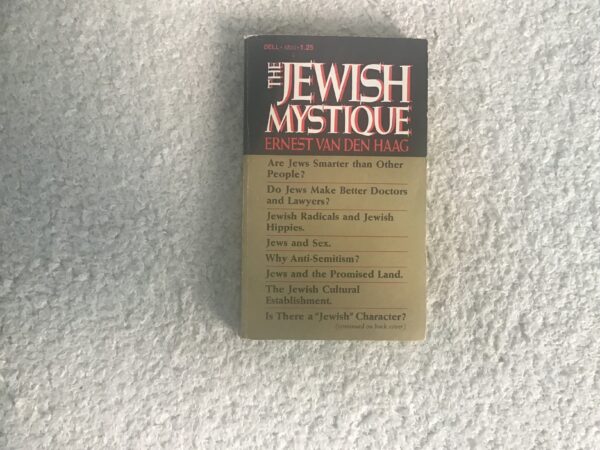 DELL • • 1.25
THE JEWISH
MYSTIQUE
ERNEST VAN DEN HAAG
Are Jews Smarter than Other
People?
Do Jews Make Better Doctors
and Lawyers?
Jewish Radicals and Jewish
Hippies.
Jews and Sex.
Why Anti-Semitism?
Jews and the Promised Land.
The Jewish Cultural
Establishment.
Is There a "Jewish" Character?
(continued on back cover)